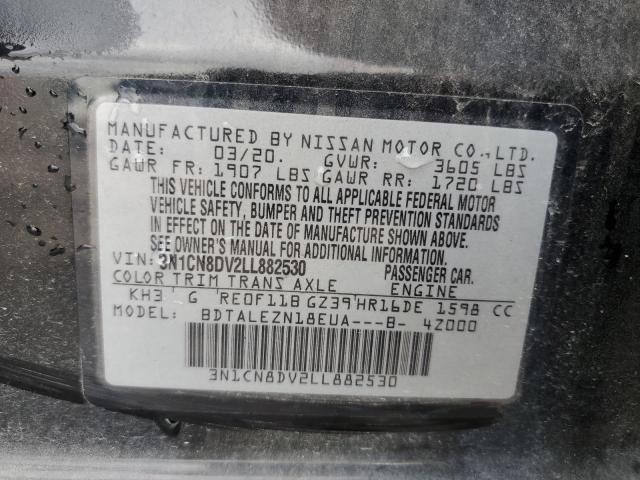 MANUFACTURED BY NISSAN MOTOR CO., LTD.
DATE: 03/20. GVWR: 3605 LBS
GAWR FR: 1907 LBS GAWR RR: 1720 LBS
THIS VEHICLE CONFORMS TO ALL APPLICABLE FEDERAL MOTOR
VEHICLE SAFETY, BUMPER AND THEFT PREVENTION STANDARDS
IN EFFECT ON THE DATE OF MANUFACTURE SHOWN ABOVE.
SEE OWNER'S MANUAL FOR ADDITIONAL INFORMATION.
VIN: 3N1CN8DV2LL882530 PASSENGER CAR.
COLOR TRIM TRANS AXLE ENGINE
KH3 G RE0F11B GZ39 HR16DE 1598 CC
MODEL: BDTALEZN18EUA---B- 4Z000
3N1CN8DV2LL882530